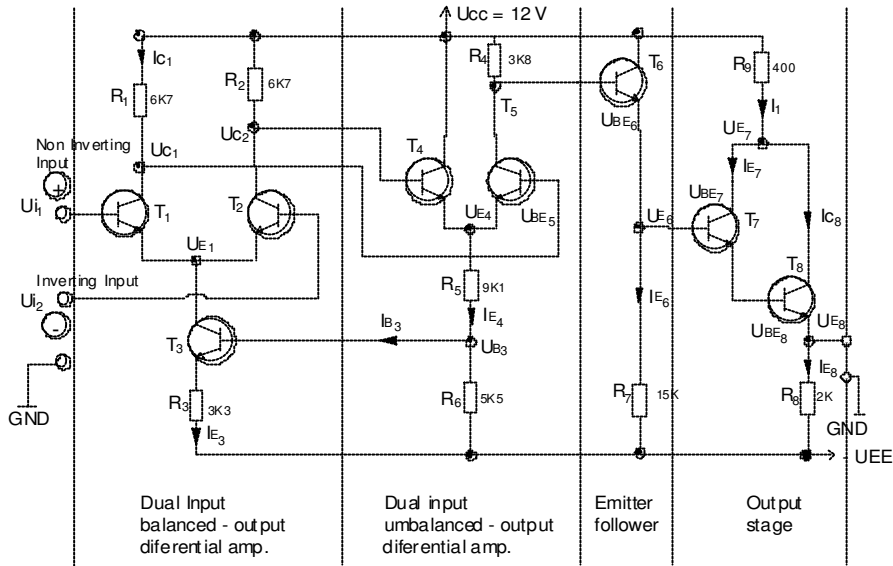 Ucc = 12 V
IC1
R1
6K7
R2
6K7
R4
3K8
T6
R9
400
T5
UBE6
I1
UE7
UC2
T4
IE7
Non Inverting
Input
+
UC1
Ui1
T1
T2
UE4
UBE5
UBE7
T7
UE6
IC8
UE1
T8
Inverting Input
Ui2
-
R5
9K1
IE6
T3
IB3
IE4
UB3
UBE8
UE8
R3
3K3
R6
5K5
R7
15K
IE8
R8
2K
GND
IE3
GND
- UEE
Dual Input
balanced - output
diferential amp.
Dual input
umbalanced - output
diferential amp.
Emitter
follower
Output
stage